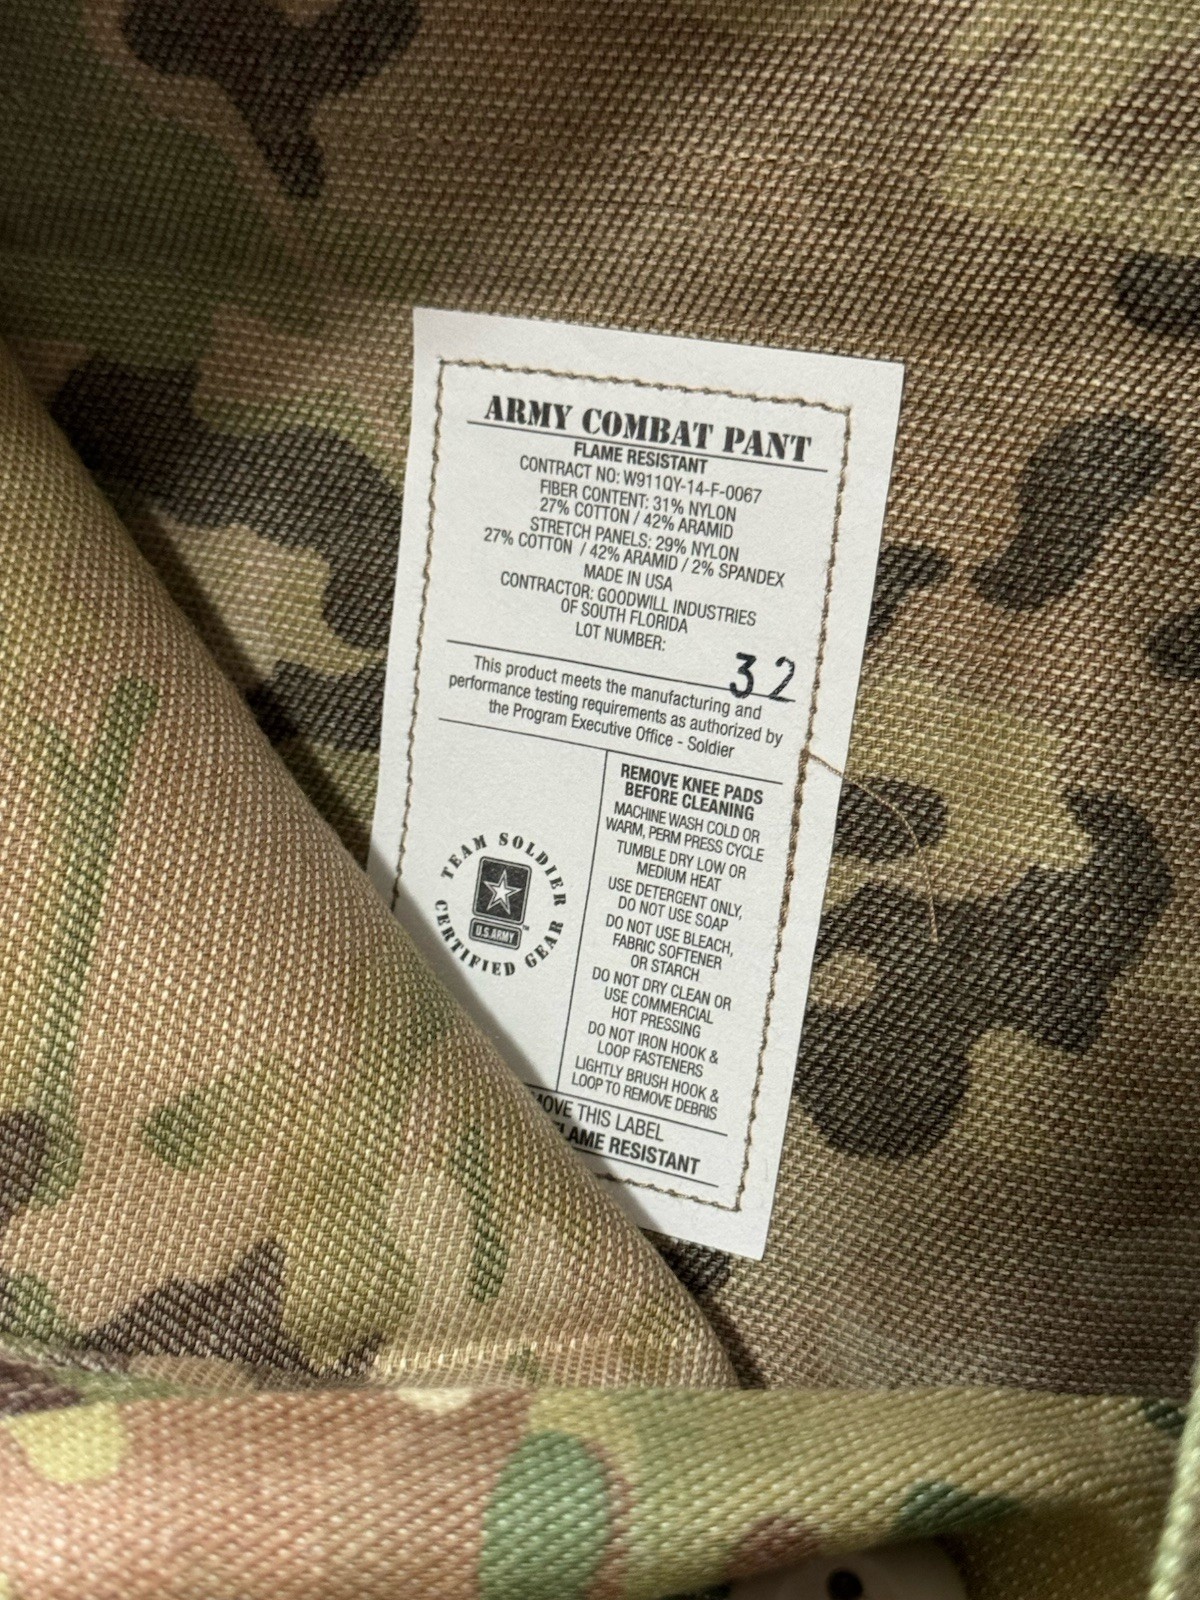 ARMY COMBAT PANT
FLAME RESISTANT
CONTRACT NO: W911QY-14-F-0067
FIBER CONTENT: 31% NYLON
27% COTTON / 42% ARAMID
STRETCH PANELS: 29% NYLON
27% COTTON / 42% ARAMID / 2% SPANDEX
MADE IN USA
CONTRACTOR: GOODWILL INDUSTRIES
OF SOUTH FLORIDA
LOT NUMBER:
32
This product meets the manufacturing and
performance testing requirements as authorized by
the Program Executive Office - Soldier
TEAM SOLDIER
U.S. ARMY
CERTIFIED GEAR
REMOVE KNEE PADS
BEFORE CLEANING
MACHINE WASH COLD OR
WARM, PERM PRESS CYCLE
TUMBLE DRY LOW OR
MEDIUM HEAT
USE DETERGENT ONLY,
DO NOT USE SOAP
DO NOT USE BLEACH,
FABRIC SOFTENER
OR STARCH
DO NOT DRY CLEAN OR
USE COMMERCIAL
HOT PRESSING
DO NOT IRON HOOK &
LOOP FASTENERS
LIGHTLY BRUSH HOOK &
LOOP TO REMOVE DEBRIS
THIS LABEL
RESISTANT